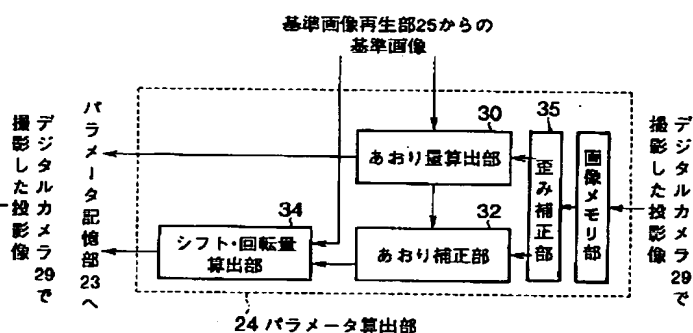 基準画像再生部25からの
基準画像
デジタルカメラ29で
撮影した投影像
パラメータ記憶部23へ
30
あおり量算出部
35
歪み補正部
画像メモリ部
デジタルカメラ29で
撮影した投影像
34
シフト・回転量
算出部
32
あおり補正部
24 パラメータ算出部